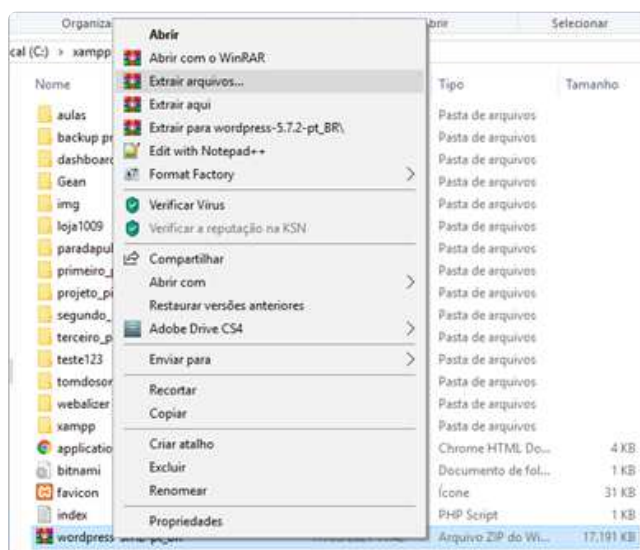 Organiza
Abrir
Selecionar
cal (C:) > xampp
Nome
Tipo
Tamanho
Abrir
Abrir com o WinRAR
Extrair arquivos...
Extrair aqui
Extrair para wordpress-5.7.2-pt_BR\
Edit with Notepad++
Format Factory
Verificar Virus
Verificar a reputação na KSN
Compartilhar
Abrir com
Restaurar versões anteriores
Adobe Drive CS4
Enviar para
Recortar
Copiar
Criar atalho
Excluir
Renomear
Propriedades
aulas Pasta de arquivos
backup pr Pasta de arquivos
dashboard Pasta de arquivos
Gean Pasta de arquivos
img Pasta de arquivos
loja1009 Pasta de arquivos
paradapul Pasta de arquivos
primeiro_p Pasta de arquivos
projeto_pi Pasta de arquivos
segundo_ Pasta de arquivos
terceiro_p Pasta de arquivos
teste123 Pasta de arquivos
tomdosor Pasta de arquivos
webalizer Pasta de arquivos
xampp Pasta de arquivos
applicatio Chrome HTML Do... 4 KB
bitnami Documento de fol... 1 KB
favicon Ícone 31 KB
index PHP Script 1 KB
wordpress Arquivo ZIP do Wi... 17.191 KB